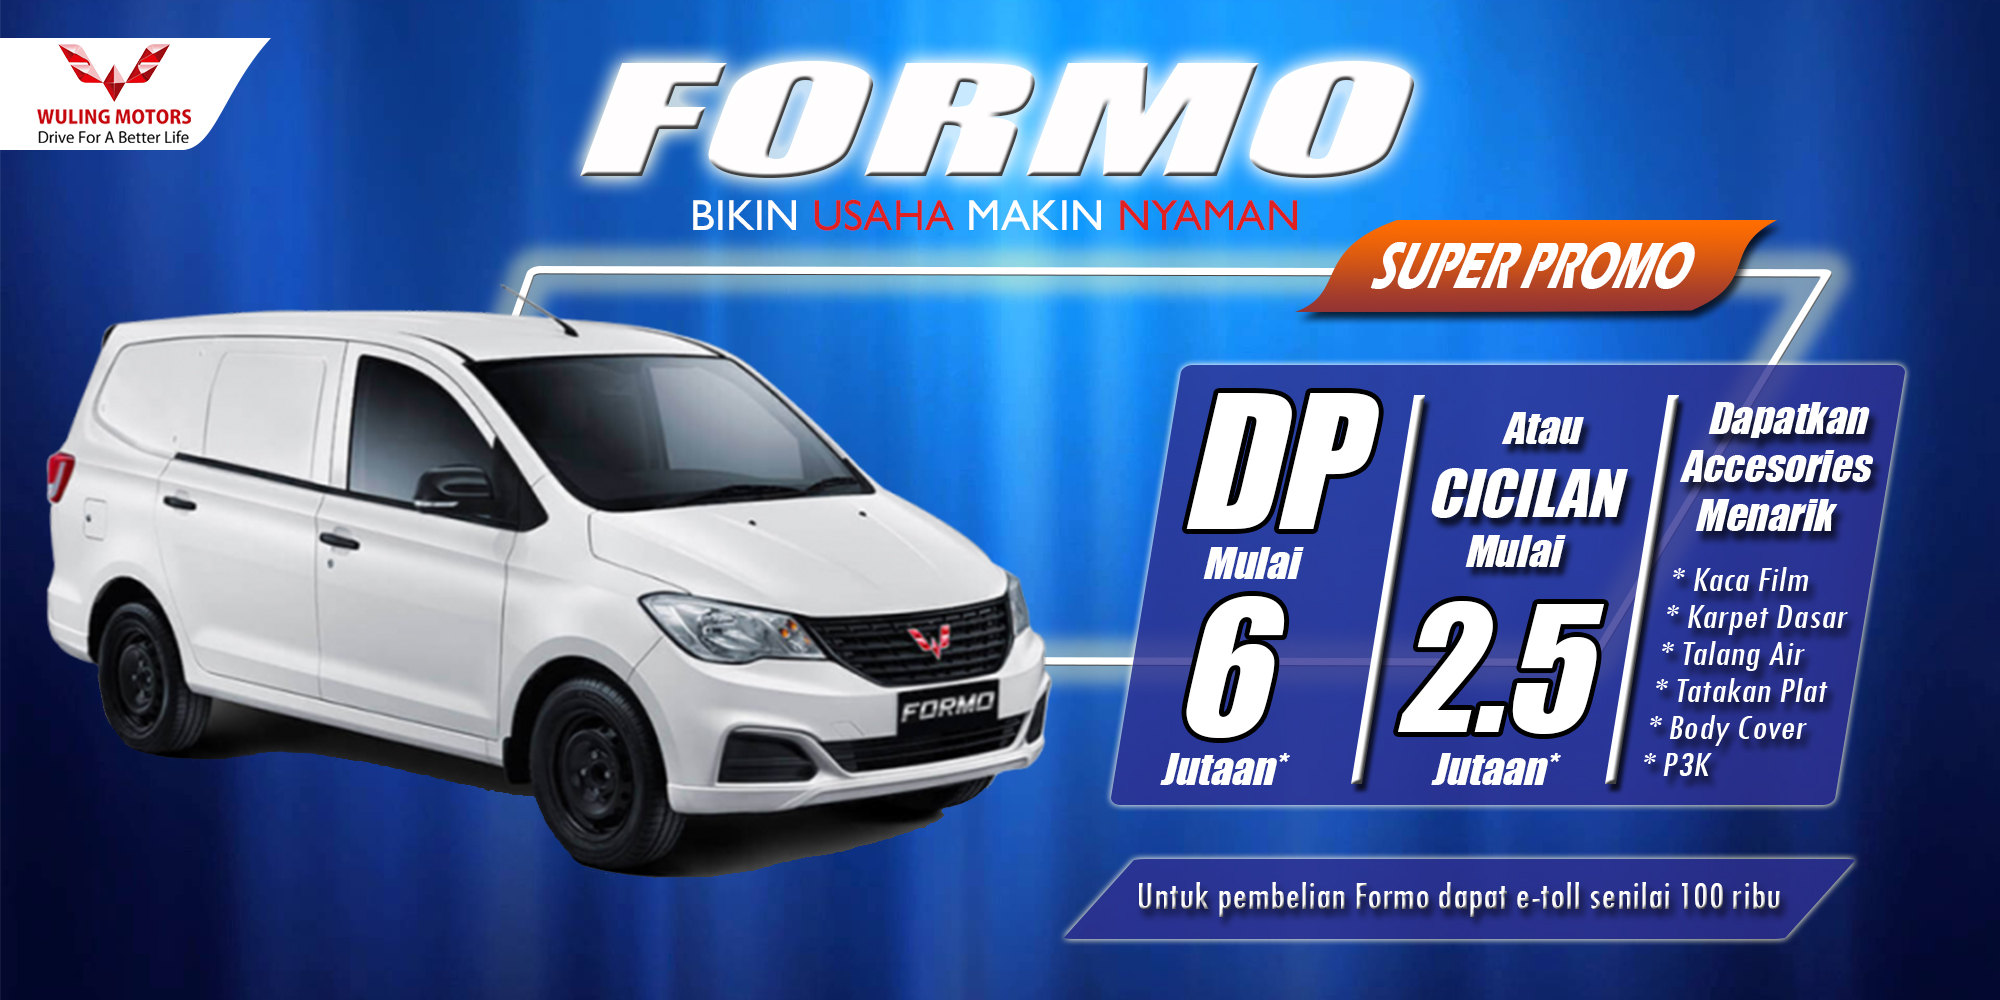 WULING MOTORS
Drive For A Better Life
FORMO
BIKIN USAHA MAKIN NYAMAN
SUPER PROMO
DP
Mulai
6
Jutaan*
Atau
CICILAN
Mulai
2.5
Jutaan*
Dapatkan
Accesories
Menarik
* Kaca Film
* Karpet Dasar
* Talang Air
* Tatakan Plat
* Body Cover
* P3K
FORMO
Untuk pembelian Formo dapat e-toll senilai 100 ribu